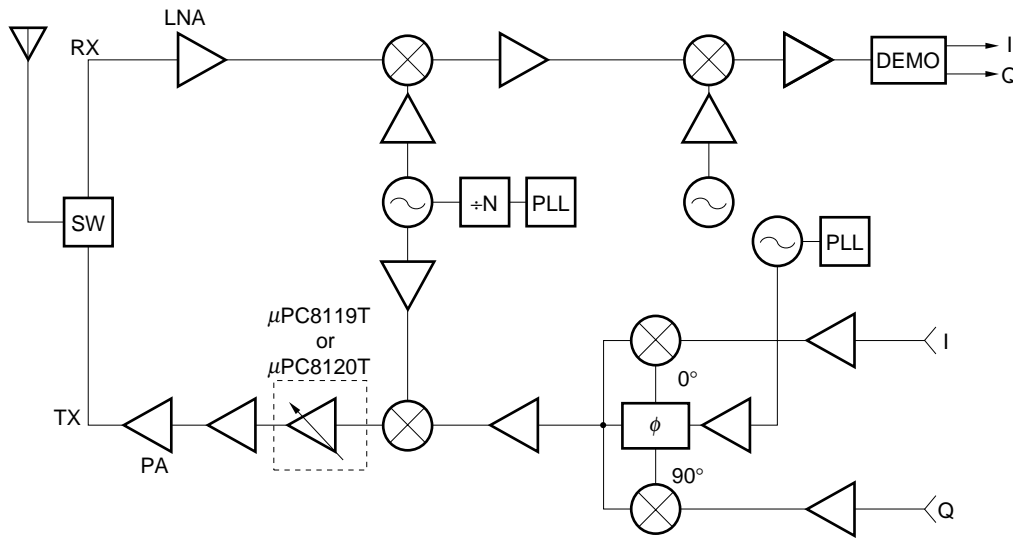 LNA
RX
I
DEMO
Q
SW
÷N
PLL
PLL
μPC8119T
or
μPC8120T
I
0°
TX
ϕ
PA
90°
Q